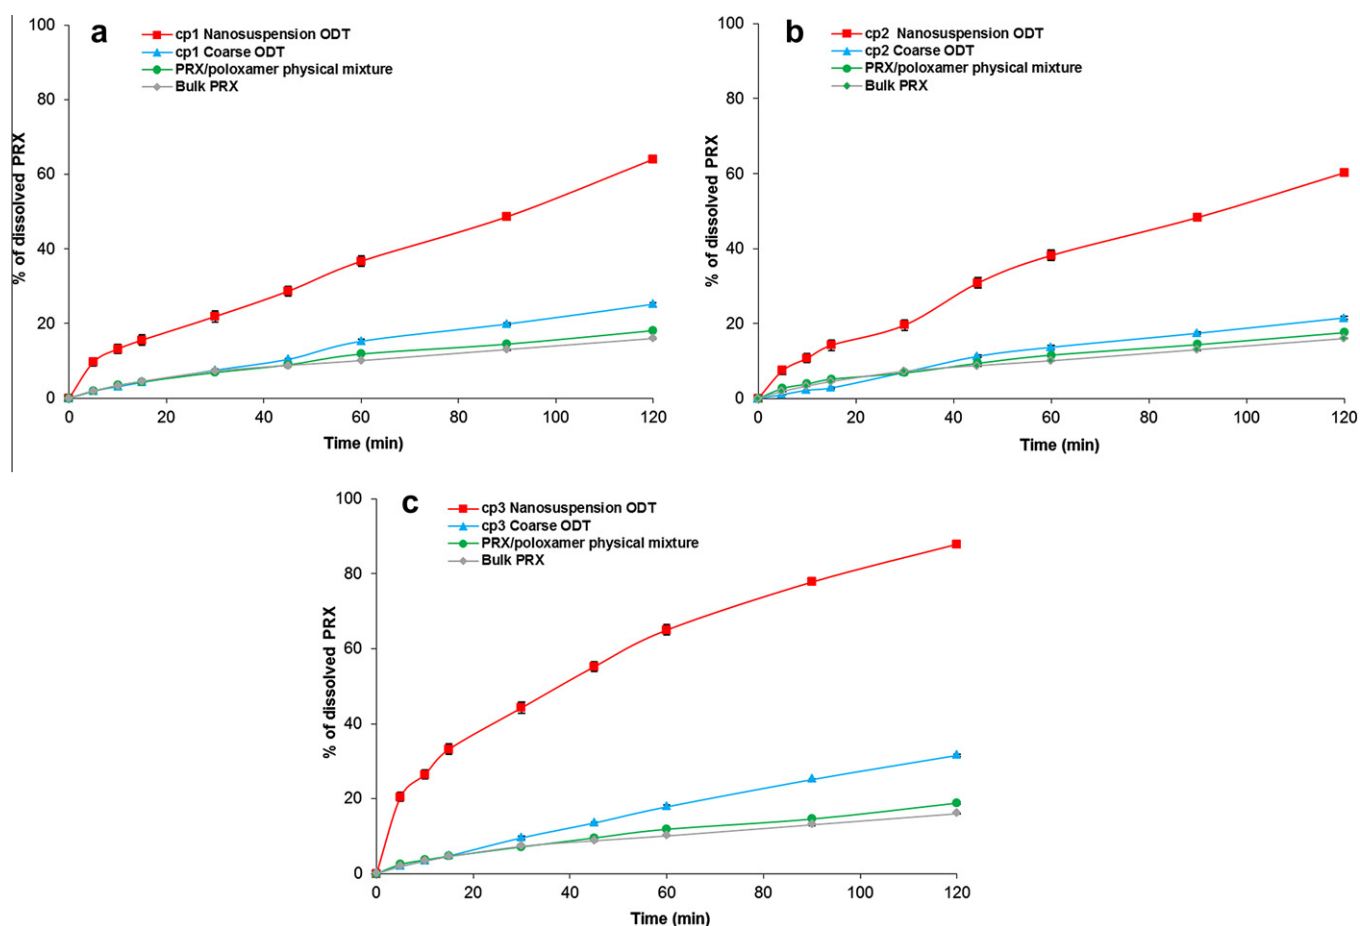 a
cp1 Nanosuspension ODT
cp1 Coarse ODT
PRX/poloxamer physical mixture
Bulk PRX
% of dissolved PRX
100
80
60
40
20
0
0 20 40 60 80 100 120
Time (min)
b
cp2 Nanosuspension ODT
cp2 Coarse ODT
PRX/poloxamer physical mixture
Bulk PRX
% of dissolved PRX
100
80
60
40
20
0
0 20 40 60 80 100 120
Time (min)
c
cp3 Nanosuspension ODT
cp3 Coarse ODT
PRX/poloxamer physical mixture
Bulk PRX
% of dissolved PRX
100
80
60
40
20
0
0 20 40 60 80 100 120
Time (min)